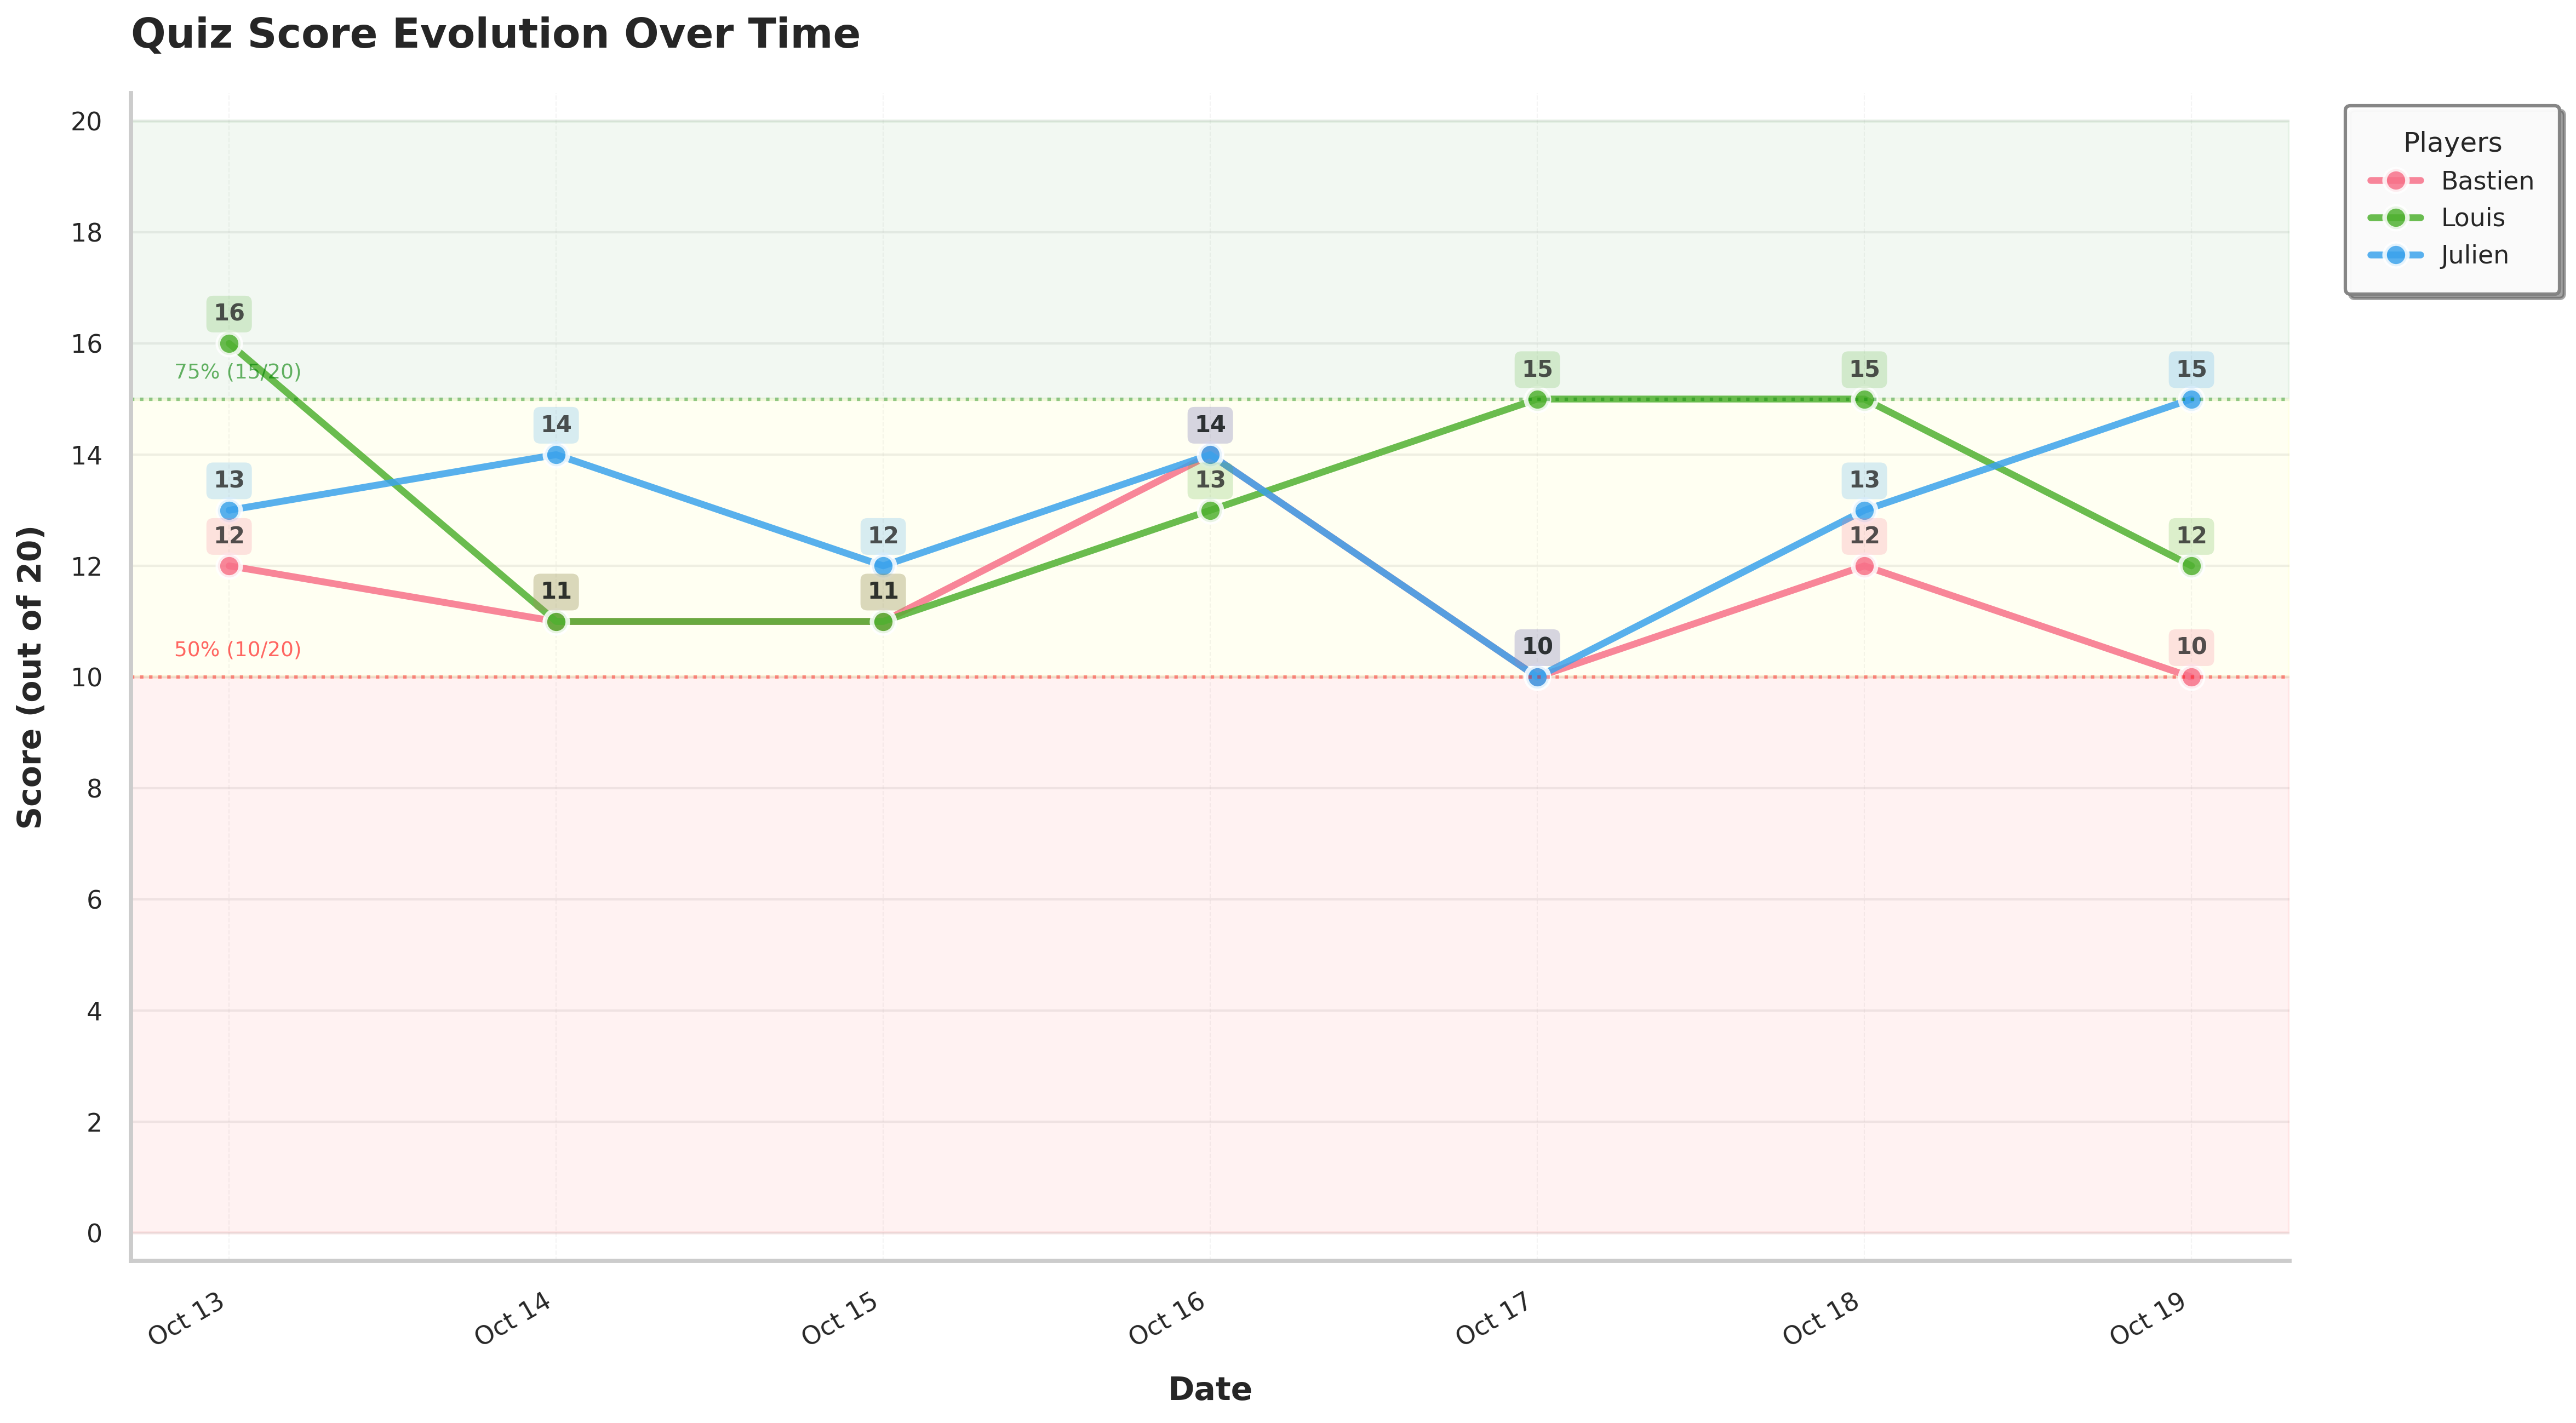 Quiz Score Evolution Over Time
Score (out of 20)
20
18
16
14
12
10
8
6
4
2
0
75% (15/20)
50% (10/20)
16
13
12
14
11
12
11
14
13
15
10
15
13
12
15
12
10
Oct 13
Oct 14
Oct 15
Oct 16
Oct 17
Oct 18
Oct 19
Date
Players
Bastien
Louis
Julien